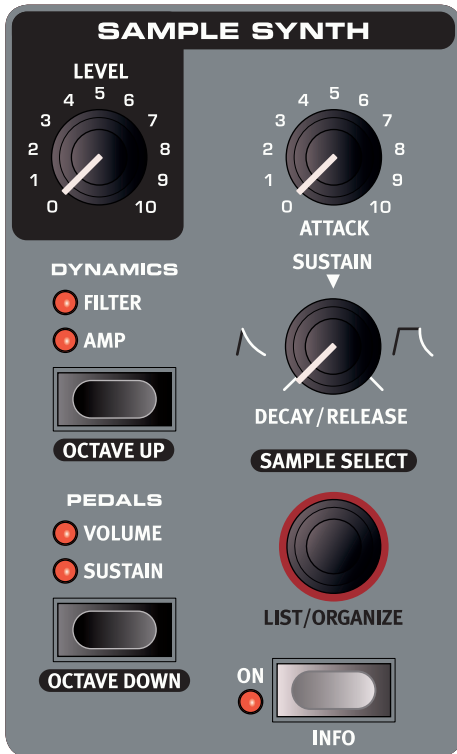 SAMPLE SYNTH
LEVEL
0 1 2 3 4 5 6 7 8 9 10
0 1 2 3 4 5 6 7 8 9 10
ATTACK
DYNAMICS
FILTER
AMP
OCTAVE UP
SUSTAIN
DECAY/RELEASE
SAMPLE SELECT
PEDALS
VOLUME
SUSTAIN
OCTAVE DOWN
LIST/ORGANIZE
ON
INFO